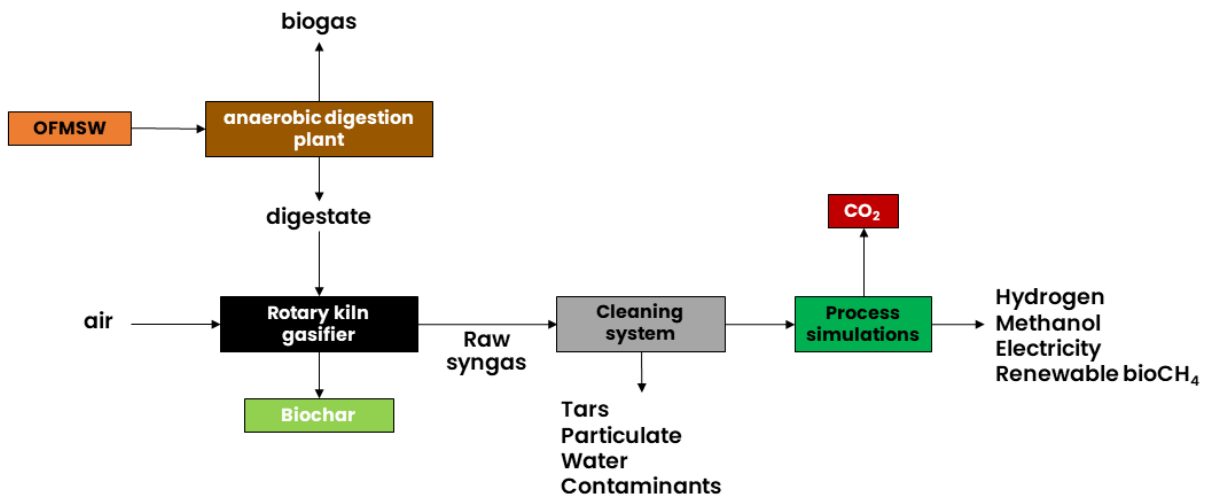 biogas
OFMSW
anaerobic digestion
plant
digestate
CO₂
air
Rotary kiln
gasifier
Raw
syngas
Cleaning
system
Process
simulations
Hydrogen
Methanol
Electricity
Renewable bioCH₄
Biochar
Tars
Particulate
Water
Contaminants